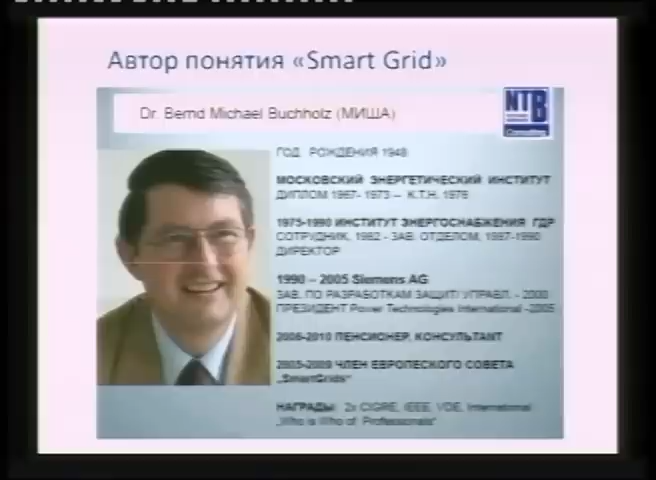 Автор понятия «Smart Grid»
Dr. Bernd Michael Buchholz (МИША)
NTB
Consulting
ГОД РОЖДЕНИЯ 1948
МОСКОВСКИЙ ЭНЕРГЕТИЧЕСКИЙ ИНСТИТУТ
ДИПЛОМ 1967- 1973 – К.Т.Н. 1976
1975-1990 ИНСТИТУТ ЭНЕРГОСНАБЖЕНИЯ ГДР
СОТРУДНИК, 1982 - ЗАВ. ОТДЕЛОМ, 1987-1990
ДИРЕКТОР
1990 – 2005 Siemens AG
ЗАВ. ПО РАЗРАБОТКАМ ЗАЩИТ/ УПРАВЛ. - 2000
ПРЕЗИДЕНТ Power Technologies International -2005
2006-2010 ПЕНСИОНЕР, КОНСУЛЬТАНТ
2005-2009 ЧЛЕН ЕВРОПЕСКОГО СОВЕТА
„SmartGrids"
НАГРАДЫ: 2x CIGRE, IEEE, VDE, International
„Who is Who of Professionals"